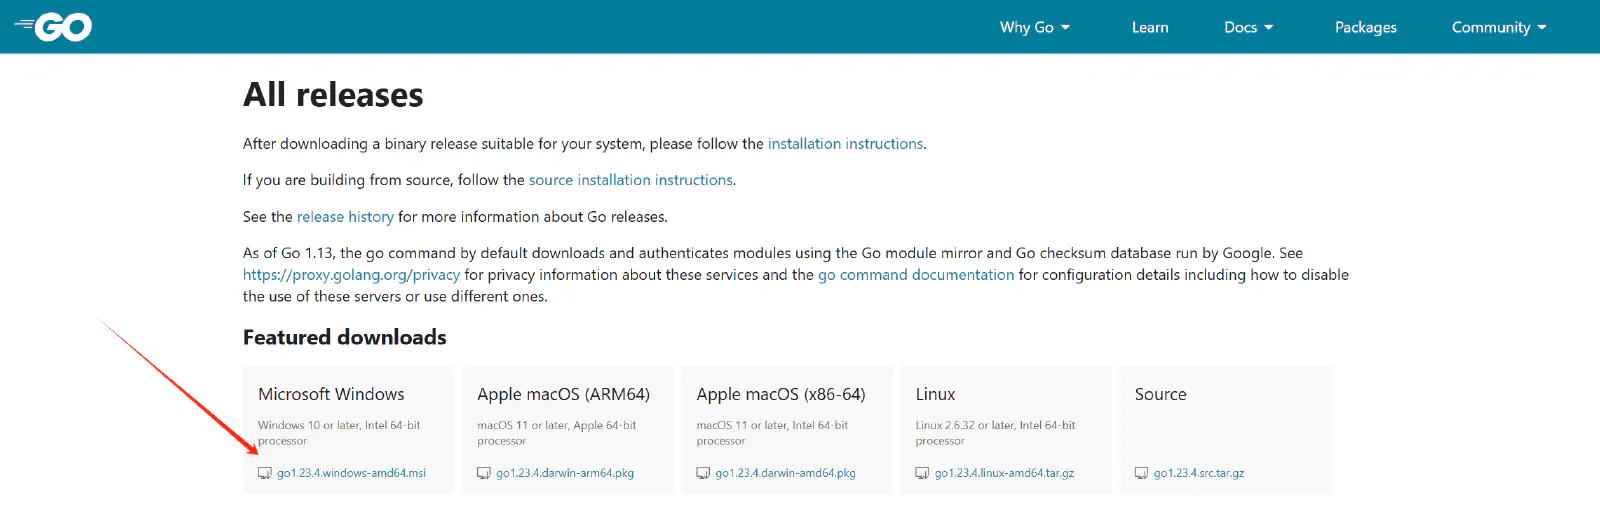 GO
Why Go
Learn
Docs
Packages
Community
All releases
After downloading a binary release suitable for your system, please follow the installation instructions.
If you are building from source, follow the source installation instructions.
See the release history for more information about Go releases.
As of Go 1.13, the go command by default downloads and authenticates modules using the Go module mirror and Go checksum database run by Google. See
https://proxy.golang.org/privacy for privacy information about these services and the go command documentation for configuration details including how to disable
the use of these servers or use different ones.
Featured downloads
Microsoft Windows
Windows 10 or later, Intel 64-bit
processor
go1.23.4.windows-amd64.msi
Apple macOS (ARM64)
macOS 11 or later, Apple 64-bit
processor
go1.23.4.darwin-arm64.pkg
Apple macOS (x86-64)
macOS 11 or later, Intel 64-bit
processor
go1.23.4.darwin-amd64.pkg
Linux
Linux 2.6.32 or later, Intel 64-bit
processor
go1.23.4.linux-amd64.tar.gz
Source
go1.23.4.src.tar.gz